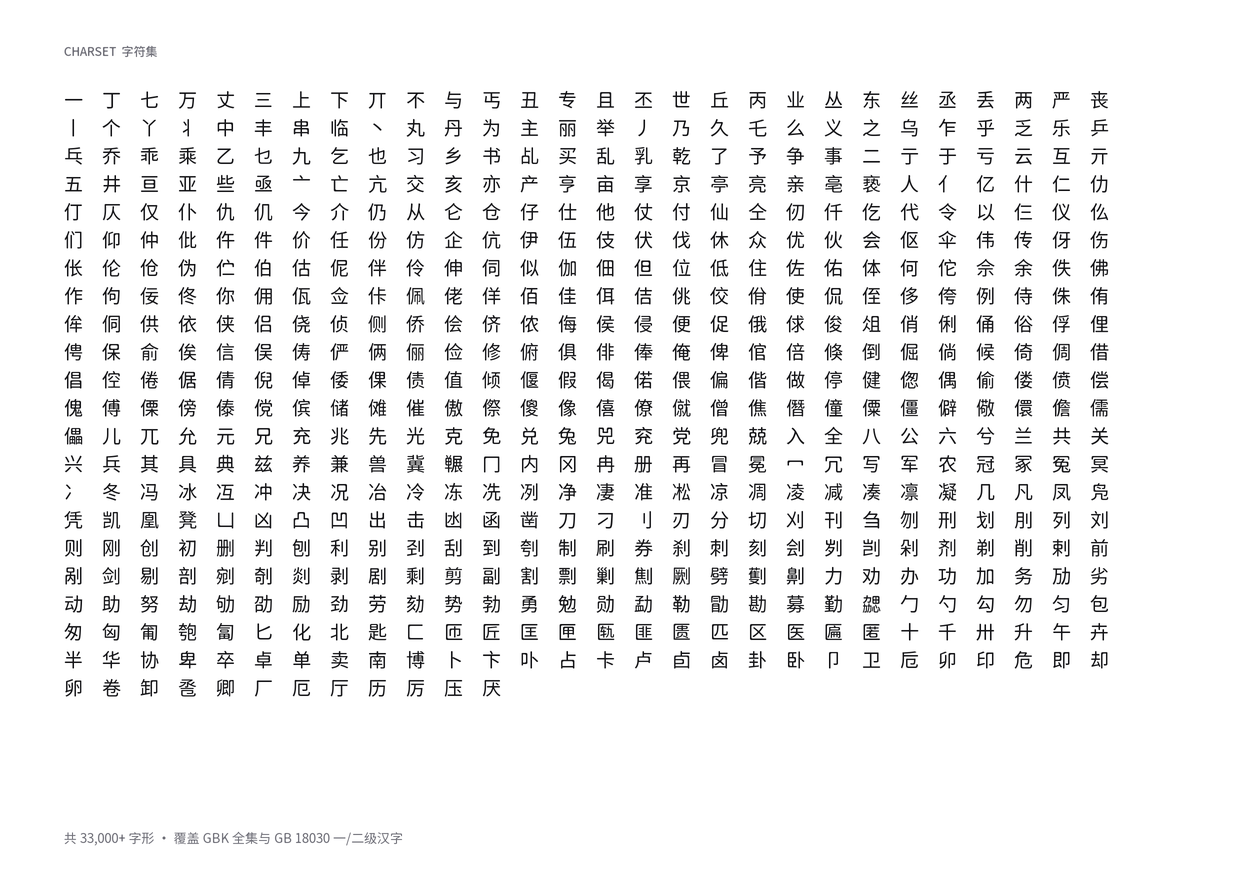 CHARSET 字符集
一 丁 七 万 丈 三 上 下 丌 不 与 丐 丑 专 且 丕 世 丘 丙 业 丛 东 丝 丞 丢 两 严 丧
丨 个 丫 丬 中 丰 串 临 丶 丸 丹 为 主 丽 举 丿 乃 久 乇 么 义 之 乌 乍 乎 乏 乐 乒
乓 乔 乖 乘 乙 乜 九 乞 也 习 乡 书 乩 买 乱 乳 乾 了 予 争 事 二 亍 于 亏 云 互 亓
五 井 亘 亚 些 亟 亠 亡 亢 交 亥 亦 产 亨 亩 享 京 亭 亮 亲 亳 亵 人 亻 亿 什 仁 仂
仃 仄 仅 仆 仇 仉 今 介 仍 从 仑 仓 仔 仕 他 仗 付 仙 仝 仞 仟 仡 代 令 以 仨 仪 仫
们 仰 仲 仳 仵 件 价 任 份 仿 企 伉 伊 伍 伎 伏 伐 休 众 优 伙 会 伛 伞 伟 传 伢 伤
伥 伦 伧 伪 伫 伯 估 伲 伴 伶 伸 伺 似 伽 佃 但 位 低 住 佐 佑 体 何 佗 佘 余 佚 佛
作 佝 佞 佟 你 佣 佤 佥 佧 佩 佬 佯 佰 佳 佴 佶 佻 佼 佾 使 侃 侄 侈 侉 例 侍 侏 侑
侔 侗 供 依 侠 侣 侥 侦 侧 侨 侩 侪 侬 侮 侯 侵 便 促 俄 俅 俊 俎 俏 俐 俑 俗 俘 俚
俜 保 俞 俟 信 俣 俦 俨 俩 俪 俭 修 俯 俱 俳 俸 俺 俾 倌 倍 倏 倒 倔 倘 候 倚 倜 借
倡 倥 倦 倨 倩 倪 倬 倭 倮 债 值 倾 偃 假 偈 偌 偎 偏 偕 做 停 健 偬 偶 偷 偻 偾 偿
傀 傅 傈 傍 傣 傥 傧 储 傩 催 傲 傺 傻 像 僖 僚 僦 僧 僬 僭 僮 僳 僵 僻 儆 儇 儋 儒
儡 儿 兀 允 元 兄 充 兆 先 光 克 免 兑 兔 兕 兖 党 兜 兢 入 全 八 公 六 兮 兰 共 关
兴 兵 其 具 典 兹 养 兼 兽 冀 冁 冂 内 冈 冉 册 再 冒 冕 冖 冗 写 军 农 冠 冢 冤 冥
冫 冬 冯 冰 冱 冲 决 况 冶 冷 冻 冼 冽 净 凄 准 凇 凉 凋 凌 减 凑 凛 凝 几 凡 凤 凫
凭 凯 凰 凳 凵 凶 凸 凹 出 击 凼 函 凿 刀 刁 刂 刃 分 切 刈 刊 刍 刎 刑 划 刖 列 刘
则 刚 创 初 删 判 刨 利 别 刭 刮 到 刳 制 刷 券 刹 刺 刻 刽 刿 剀 剁 剂 剃 削 剌 前
剐 剑 剔 剖 剜 剞 剡 剥 剧 剩 剪 副 割 剽 剿 劁 劂 劈 劐 劓 力 劝 办 功 加 务 劢 劣
动 助 努 劫 劬 劭 励 劲 劳 劾 势 勃 勇 勉 勋 勐 勒 勖 勘 募 勤 勰 勹 勺 勾 勿 匀 包
匆 匈 匍 匏 匐 匕 化 北 匙 匚 匝 匠 匡 匣 匦 匪 匮 匹 区 医 匾 匿 十 千 卅 升 午 卉
半 华 协 卑 卒 卓 单 卖 南 博 卜 卞 卟 占 卡 卢 卣 卤 卦 卧 卩 卫 卮 卯 印 危 即 却
卵 卷 卸 卺 卿 厂 厄 厅 历 厉 压 厌
共 33,000+ 字形 · 覆盖 GBK 全集与 GB 18030 一/二级汉字